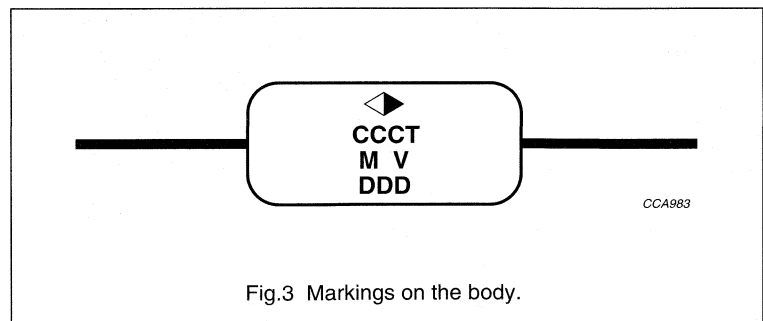 CCCT
M V
DDD
CCA983
Fig.3 Markings on the body.